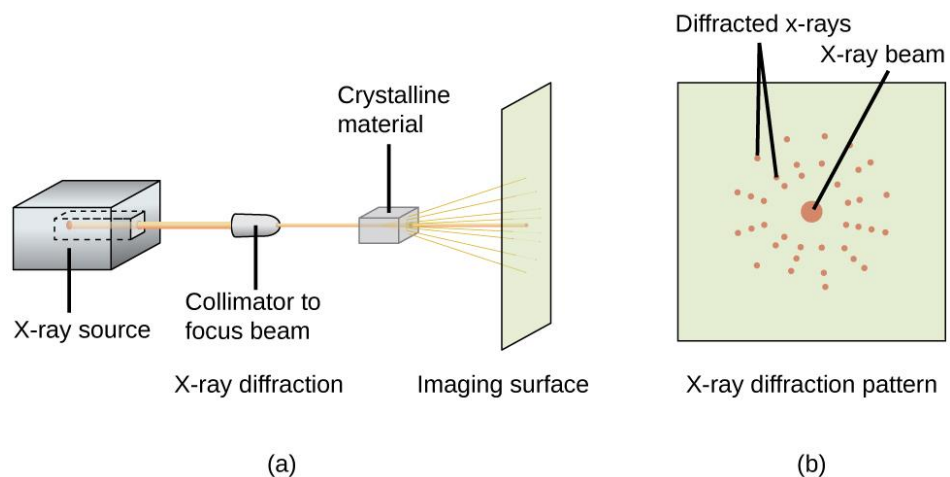 Crystalline
material
X-ray source
Collimator to
focus beam
X-ray diffraction
Imaging surface
(a)
Diffracted x-rays
X-ray beam
X-ray diffraction pattern
(b)